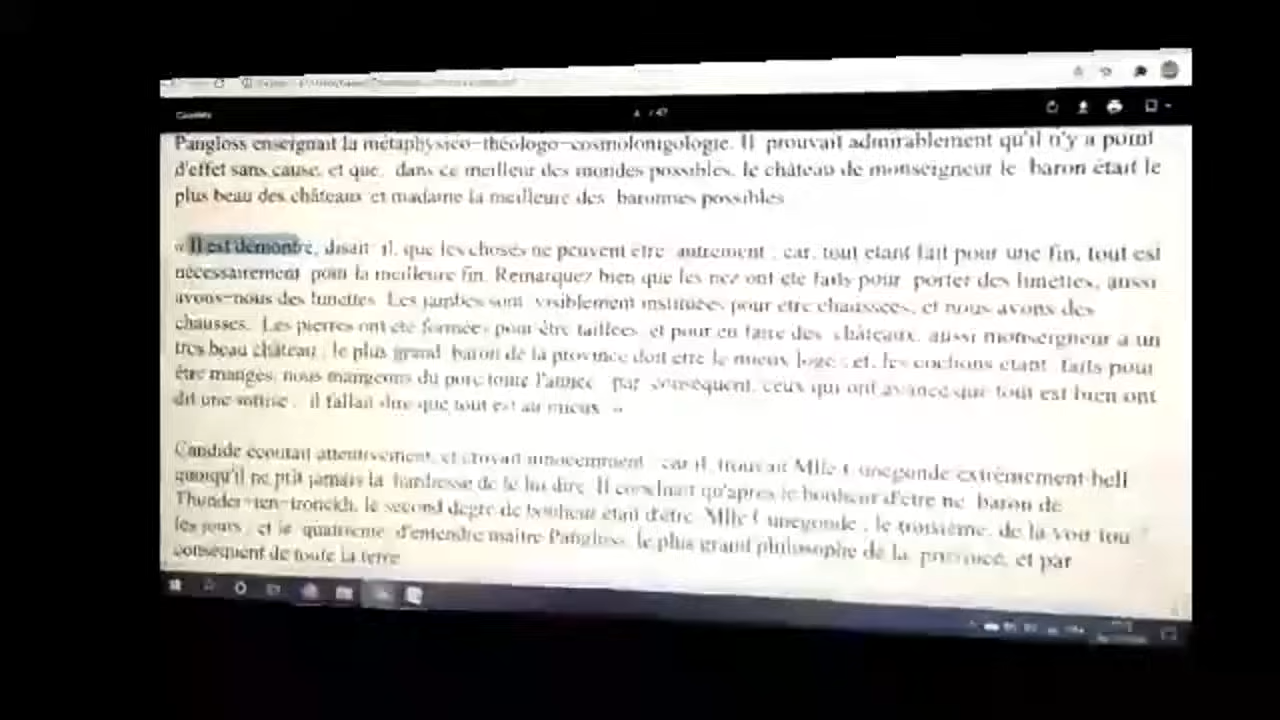 Candide
4 / 47
Pangloss enseignait la métaphysico-théologo-cosmolonigologie. Il prouvait admirablement qu'il n'y a point
d'effet sans cause, et que, dans ce meilleur des mondes possibles, le château de monseigneur le baron était le
plus beau des châteaux et madame la meilleure des baronnes possibles
« Il est démontré, disait-il, que les choses ne peuvent être autrement : car, tout étant fait pour une fin, tout est
nécessairement pour la meilleure fin. Remarquez bien que les nez ont été faits pour porter des lunettes, aussi
avons-nous des lunettes. Les jambes sont visiblement instituées pour être chaussées, et nous avons des
chausses. Les pierres ont été formées pour être taillées, et pour en faire des châteaux, aussi monseigneur a un
très beau château ; le plus grand baron de la province doit être le mieux logé ; et, les cochons étant faits pour
être mangés, nous mangeons du porc toute l'année : par conséquent, ceux qui ont avancé que tout est bien ont
dit une sottise ; il fallait dire que tout est au mieux. »
Candide écoutait attentivement, et croyait innocemment ; car il trouvait Mlle Cunégonde extrêmement bell
quoiqu'il ne prît jamais la hardiesse de le lui dire. Il concluait qu'après le bonheur d'être né baron de
Thunder-ten-tronckh, le second degré de bonheur était d'être Mlle Cunégonde ; le troisième, de la voir tou
les jours ; et le quatrième, d'entendre maître Pangloss, le plus grand philosophe de la province, et par
conséquent de toute la terre